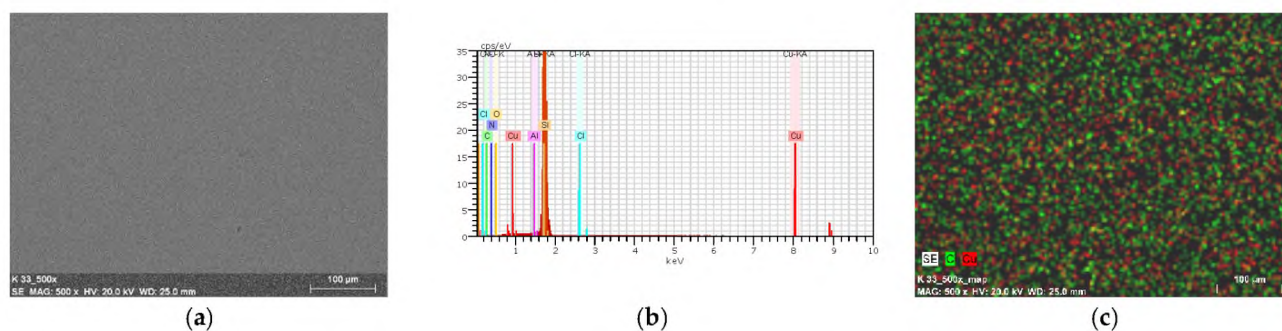 K 33_500x
SE MAG: 500 x HV: 20.0 kV WD: 25.0 mm
100 µm
(a)
cps/eV
Cl-KA
Cu-KA
35
30
25
20
15
10
5
0
Cl
O
N
C
Cu
Al
Si
Cl
Cu
1
2
3
4
5
6
7
8
9
10
keV
(b)
SE C Cu
K 33_500x_map
SE MAG: 500 x HV: 20.0 kV WD: 25.0 mm
100 µm
(c)